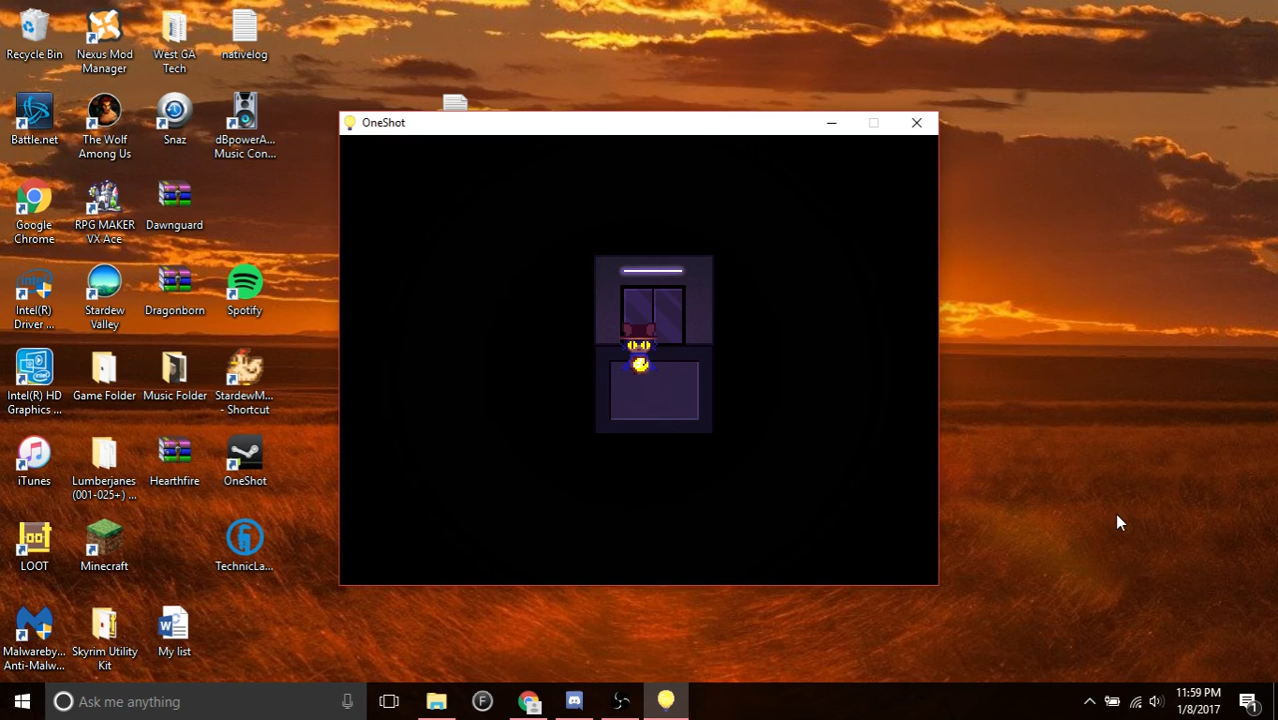 Recycle Bin
Nexus Mod
Manager
West GA
Tech
nativelog
Battle.net
The Wolf
Among Us
Snaz
dBpowerA...
Music Con...
Google
Chrome
RPG MAKER
VX Ace
Dawnguard
Intel(R)
Driver ...
Stardew
Valley
Dragonborn
Spotify
Intel(R) HD
Graphics ...
Game Folder
Music Folder
StardewM...
- Shortcut
iTunes
Lumberjanes
(001-025+) ...
Hearthfire
OneShot
LOOT
Minecraft
TechnicLa...
Malwareby...
Anti-Malw...
Skyrim Utility
Kit
My list
OneShot
Ask me anything
11:59 PM
1/8/2017
1